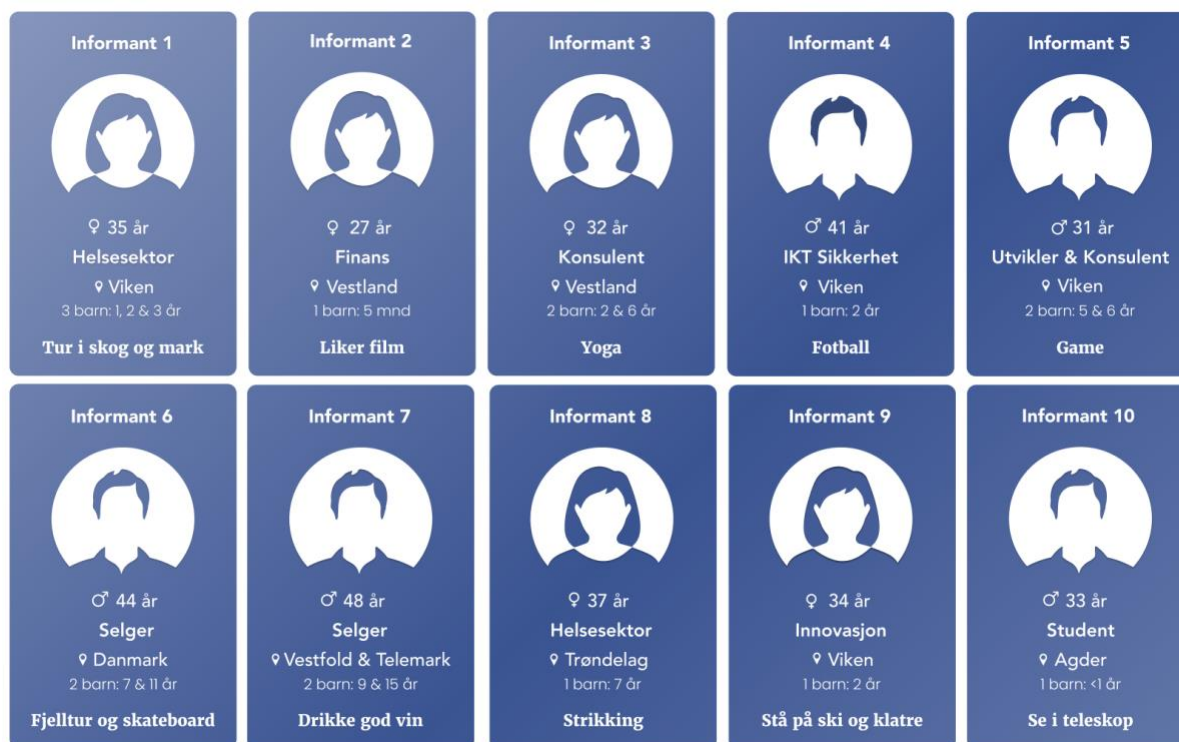 Informant 1
♀ 35 år
Helsesektor
Viken
3 barn: 1, 2 & 3 år
Tur i skog og mark
Informant 2
♀ 27 år
Finans
Vestland
1 barn: 5 mnd
Liker film
Informant 3
♀ 32 år
Konsulent
Vestland
2 barn: 2 & 6 år
Yoga
Informant 4
♂ 41 år
IKT Sikkerhet
Viken
1 barn: 2 år
Fotball
Informant 5
♂ 31 år
Utvikler & Konsulent
Viken
2 barn: 5 & 6 år
Game
Informant 6
♂ 44 år
Selger
Danmark
2 barn: 7 & 11 år
Fjelltur og skateboard
Informant 7
♂ 48 år
Selger
Vestfold & Telemark
2 barn: 9 & 15 år
Drikke god vin
Informant 8
♀ 37 år
Helsesektor
Trøndelag
1 barn: 7 år
Strikking
Informant 9
♀ 34 år
Innovasjon
Viken
1 barn: 2 år
Stå på ski og klatre
Informant 10
♂ 33 år
Student
Agder
1 barn: <1 år
Se i teleskop